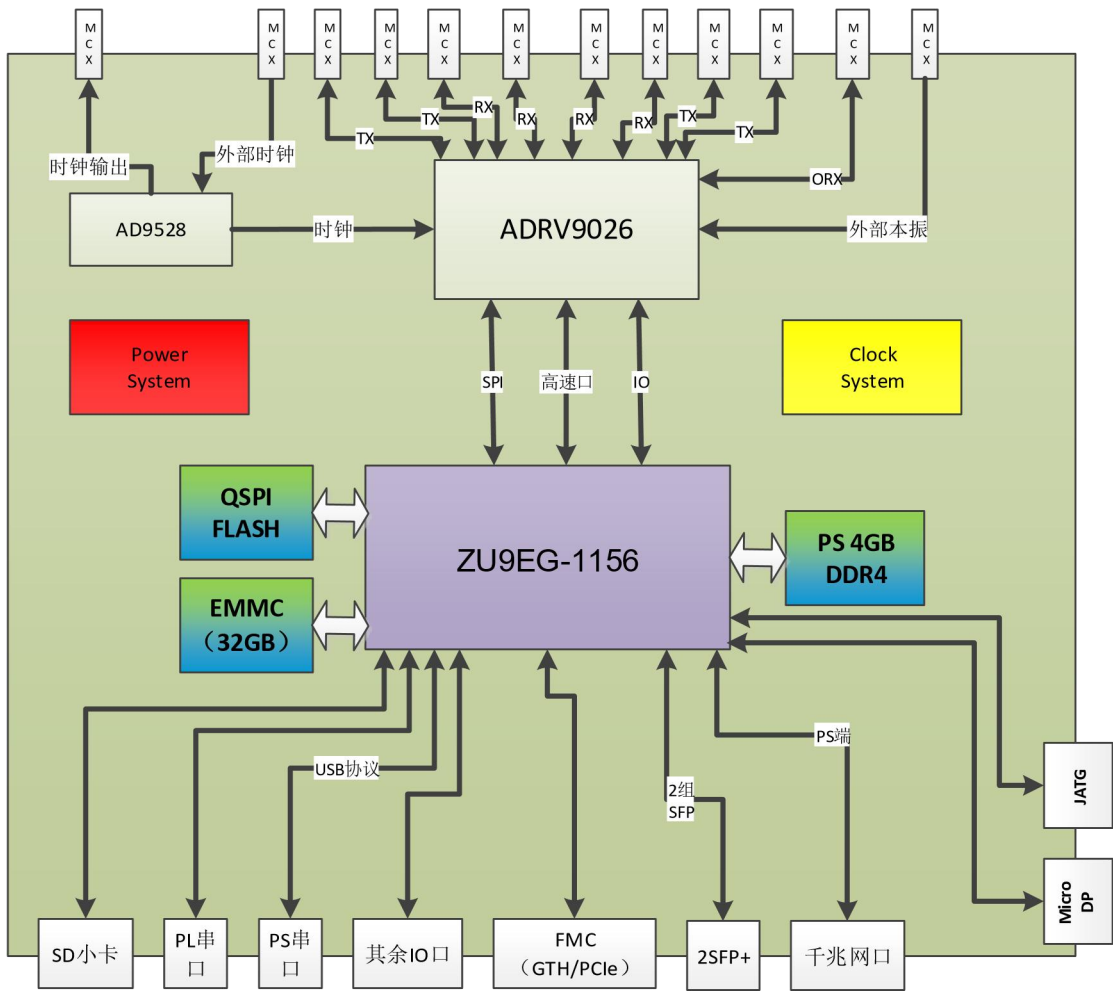 MCX
MCX
MCX
MCX
MCX
MCX
MCX
MCX
MCX
MCX
MCX
MCX
时钟输出
外部时钟
TX
TX
RX
RX
RX
RX
TX
TX
ORX
外部本振
AD9528
时钟
ADRV9026
Power
System
Clock
System
SPI
高速口
IO
QSPI
FLASH
ZU9EG-1156
PS 4GB
DDR4
EMMC
（32GB）
USB协议
2组
SFP
PS端
JATG
Micro
DP
SD小卡
PL串
口
PS串
口
其余IO口
FMC
（GTH/PCIe）
2SFP+
千兆网口